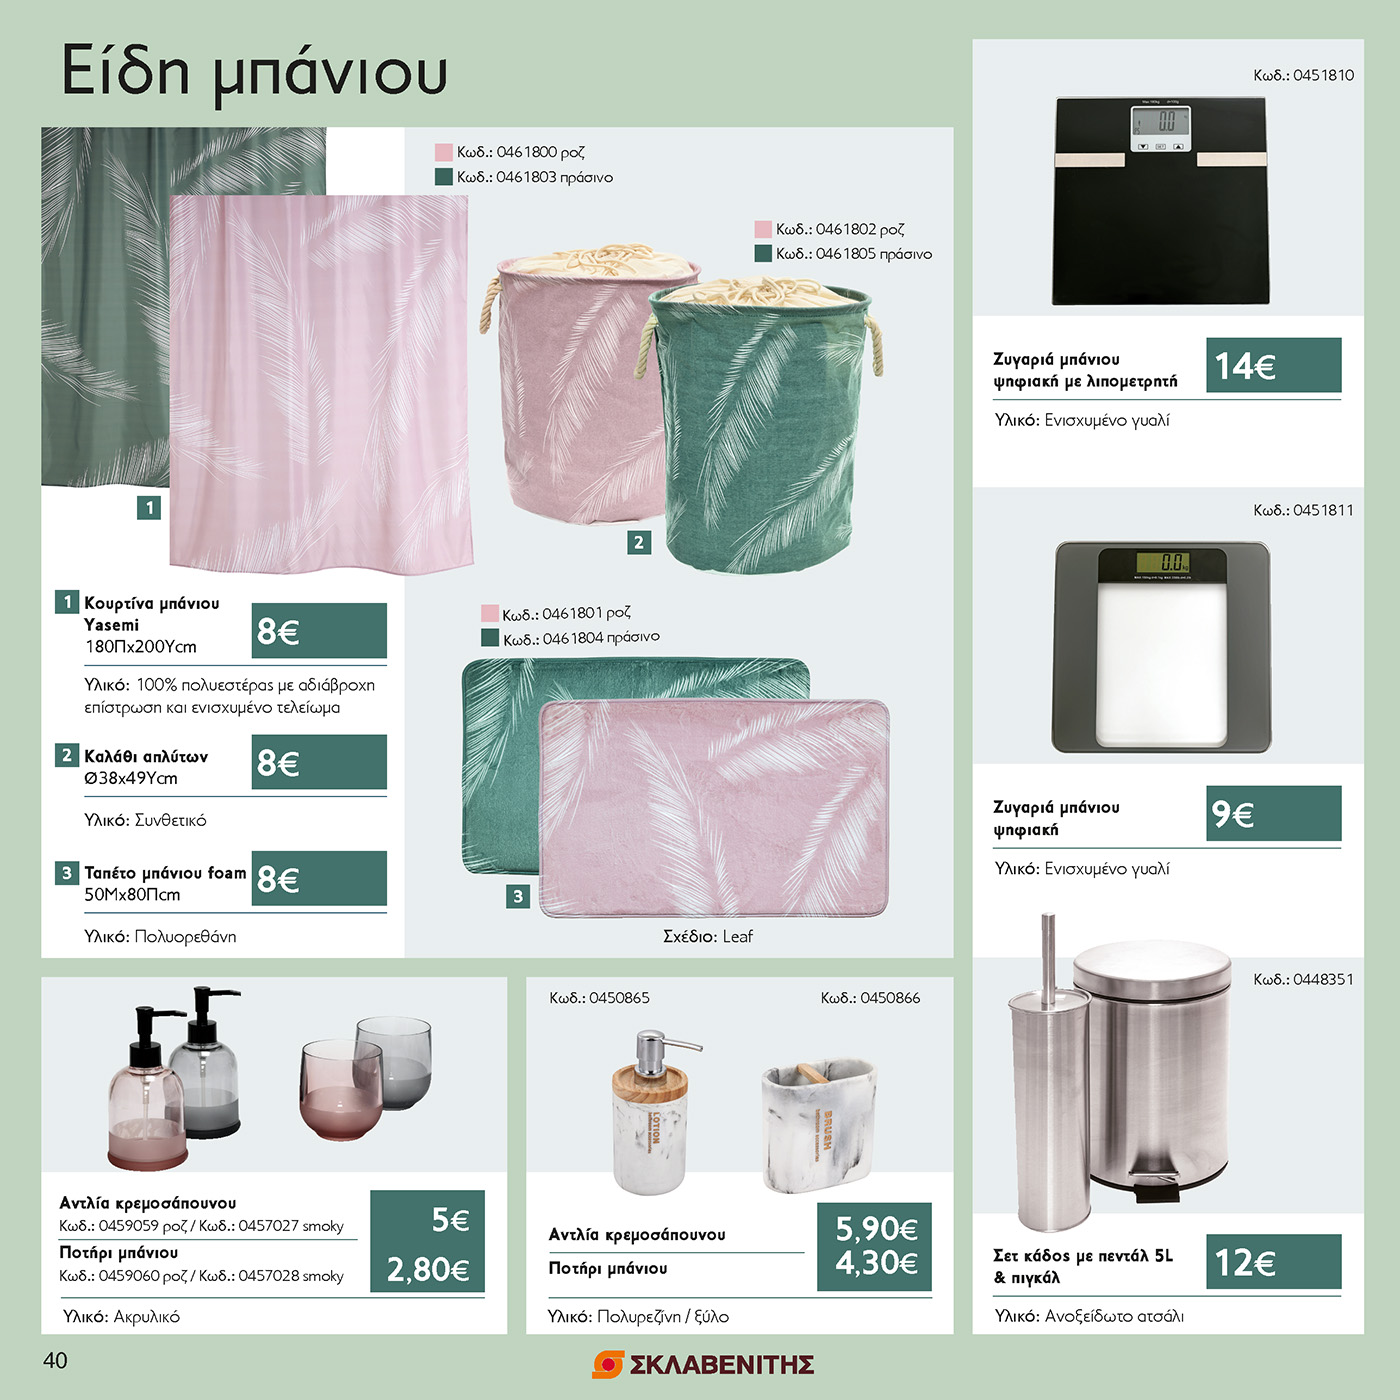 Είδη μπάνιου
Κωδ.: 0461800 ροζ
Κωδ.: 0461803 πράσινο
Κωδ.: 0461802 ροζ
Κωδ.: 0461805 πράσινο
1
2
Κωδ.: 0461801 ροζ
Κωδ.: 0461804 πράσινο
3
Σχέδιο: Leaf
1 Κουρτίνα μπάνιου
Yasemi
180Πx200Υcm
8€
Υλικό: 100% πολυεστέρας με αδιάβροχη
επίστρωση και ενισχυμένο τελείωμα
2 Καλάθι απλύτων
Ø38x49Υcm
8€
Υλικό: Συνθετικό
3 Ταπέτο μπάνιου foam
50Μx80Πcm
8€
Υλικό: Πολυορεθάνη
Κωδ.: 0451810
0.0
Ζυγαριά μπάνιου
ψηφιακή με λιπομετρητή
14€
Υλικό: Ενισχυμένο γυαλί
Κωδ.: 0451811
0.0
Ζυγαριά μπάνιου
ψηφιακή
9€
Υλικό: Ενισχυμένο γυαλί
Κωδ.: 0448351
Σετ κάδος με πεντάλ 5L
& πιγκάλ
12€
Υλικό: Ανοξείδωτο ατσάλι
Αντλία κρεμοσάπουνου
Κωδ.: 0459059 ροζ / Κωδ.: 0457027 smoky
5€
Ποτήρι μπάνιου
Κωδ.: 0459060 ροζ / Κωδ.: 0457028 smoky
2,80€
Υλικό: Ακρυλικό
Κωδ.: 0450865
Κωδ.: 0450866
LOTION
BRUSH
Αντλία κρεμοσάπουνου
5,90€
Ποτήρι μπάνιου
4,30€
Υλικό: Πολυρεζίνη / ξύλο
40
ΣΚΛΑΒΕΝΙΤΗΣ